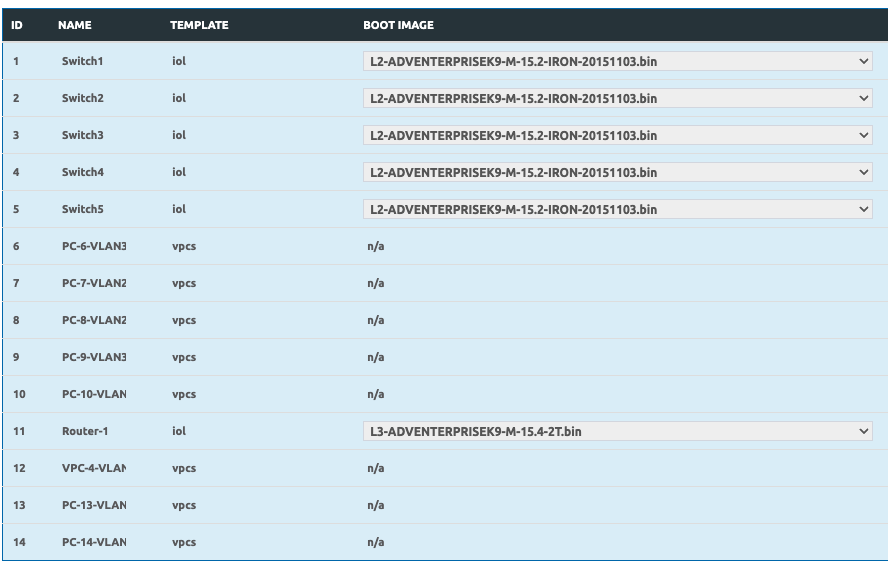 ID NAME TEMPLATE BOOT IMAGE
1 Switch1 iol L2-ADVENTERPRISEK9-M-15.2-IRON-20151103.bin
2 Switch2 iol L2-ADVENTERPRISEK9-M-15.2-IRON-20151103.bin
3 Switch3 iol L2-ADVENTERPRISEK9-M-15.2-IRON-20151103.bin
4 Switch4 iol L2-ADVENTERPRISEK9-M-15.2-IRON-20151103.bin
5 Switch5 iol L2-ADVENTERPRISEK9-M-15.2-IRON-20151103.bin
6 PC-6-VLAN3 vpcs n/a
7 PC-7-VLAN2 vpcs n/a
8 PC-8-VLAN2 vpcs n/a
9 PC-9-VLAN3 vpcs n/a
10 PC-10-VLAN vpcs n/a
11 Router-1 iol L3-ADVENTERPRISEK9-M-15.4-2T.bin
12 VPC-4-VLAN vpcs n/a
13 PC-13-VLAN vpcs n/a
14 PC-14-VLAN vpcs n/a